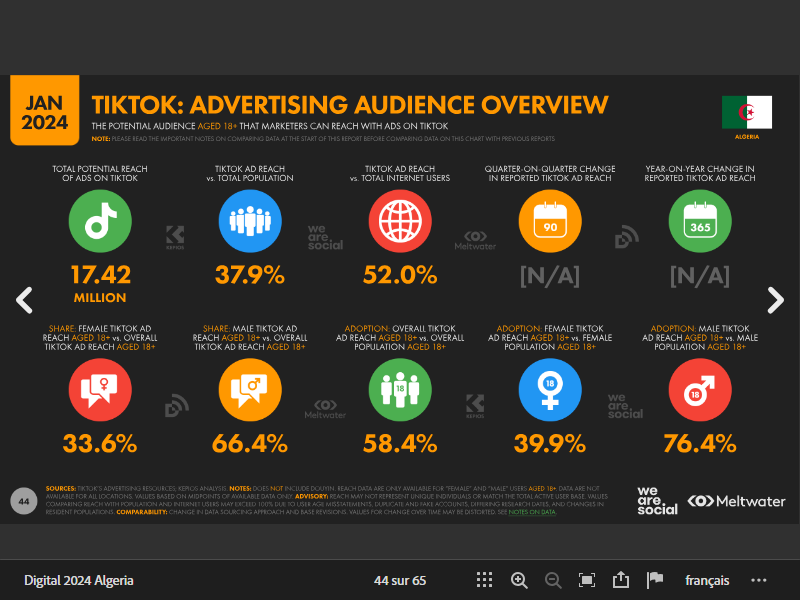 JAN
2024
TIKTOK: ADVERTISING AUDIENCE OVERVIEW
THE POTENTIAL AUDIENCE AGED 18+ THAT MARKETERS CAN REACH WITH ADS ON TIKTOK
NOTE: PLEASE READ THE IMPORTANT NOTES ON COMPARING DATA AT THE START OF THIS REPORT BEFORE COMPARING DATA ON THIS CHART WITH PREVIOUS REPORTS
ALGERIA
TOTAL POTENTIAL REACH
OF ADS ON TIKTOK
17.42
MILLION
TIKTOK AD REACH
vs. TOTAL POPULATION
37.9%
TIKTOK AD REACH
vs. TOTAL INTERNET USERS
52.0%
QUARTER-ON-QUARTER CHANGE
IN REPORTED TIKTOK AD REACH
90
[N/A]
YEAR-ON-YEAR CHANGE IN
REPORTED TIKTOK AD REACH
365
[N/A]
KEPIOS
we
are
social
Meltwater
SHARE: FEMALE TIKTOK AD
REACH AGED 18+ vs. OVERALL
TIKTOK AD REACH AGED 18+
33.6%
SHARE: MALE TIKTOK AD
REACH AGED 18+ vs. OVERALL
TIKTOK AD REACH AGED 18+
66.4%
ADOPTION: OVERALL TIKTOK
AD REACH AGED 18+ vs. OVERALL
POPULATION AGED 18+
18
58.4%
ADOPTION: FEMALE TIKTOK
AD REACH AGED 18+ vs. FEMALE
POPULATION AGED 18+
18
39.9%
ADOPTION: MALE TIKTOK
AD REACH AGED 18+ vs. MALE
POPULATION AGED 18+
18
76.4%
Meltwater
KEPIOS
we
are
social
44
SOURCES: TIKTOK'S ADVERTISING RESOURCES; KEPIOS ANALYSIS. NOTES: DOES NOT INCLUDE DOUYIN. REACH DATA ARE ONLY AVAILABLE FOR "FEMALE" AND "MALE" USERS AGED 18+. DATA ARE NOT
AVAILABLE FOR ALL LOCATIONS. VALUES BASED ON MIDPOINTS OF AVAILABLE DATA ONLY. ADVISORY: REACH MAY NOT REPRESENT UNIQUE INDIVIDUALS OR MATCH THE TOTAL ACTIVE USER BASE. VALUES
COMPARING REACH WITH POPULATION AND INTERNET USERS MAY EXCEED 100% DUE TO USER AGE MISSTATEMENTS, DUPLICATE AND FAKE ACCOUNTS, DIFFERING RESEARCH DATES, AND CHANGES IN
RESIDENT POPULATIONS. COMPARABILITY: CHANGE IN DATA SOURCING APPROACH AND BASE REVISIONS. VALUES FOR CHANGE OVER TIME MAY BE DISTORTED. SEE NOTES ON DATA.
we
are
social
Meltwater
Digital 2024 Algeria
44 sur 65
français